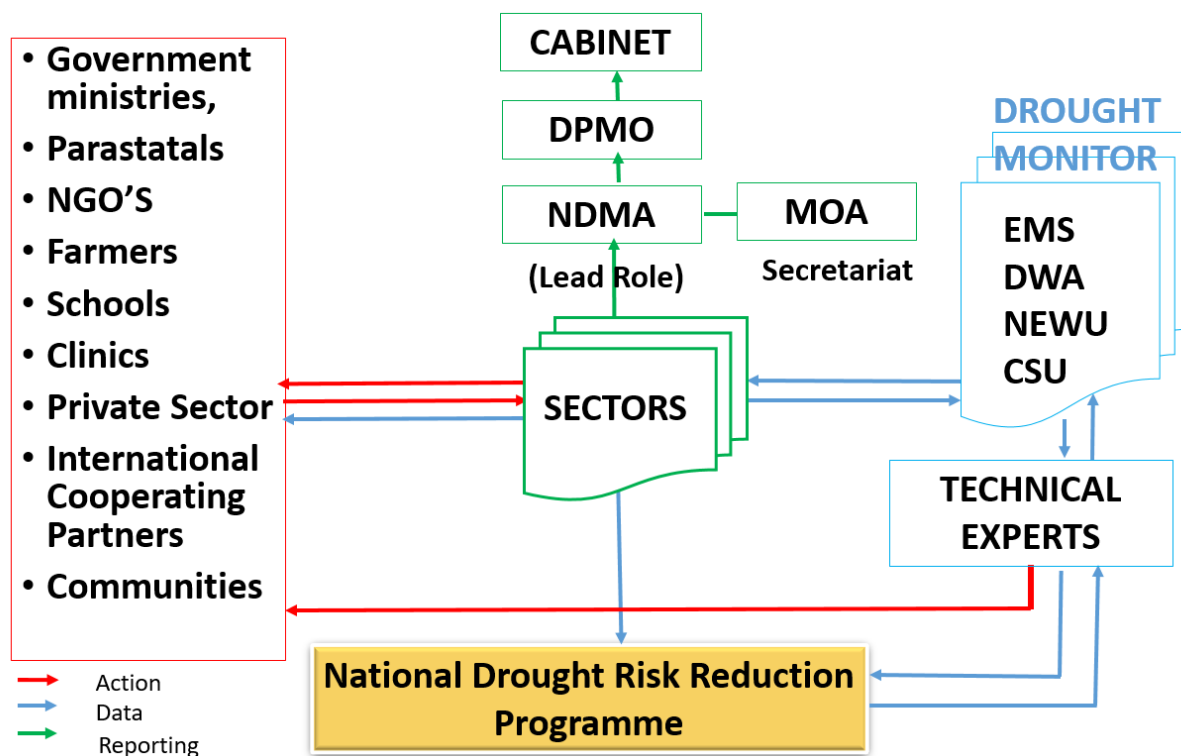 • Government
ministries,
• Parastatals
• NGO’S
• Farmers
• Schools
• Clinics
• Private Sector
• International
Cooperating
Partners
• Communities
CABINET
DPMO
NDMA
(Lead Role)
MOA
Secretariat
SECTORS
DROUGHT
MONITOR
EMS
DWA
NEWU
CSU
TECHNICAL
EXPERTS
National Drought Risk Reduction
Programme
Action
Data
Reporting